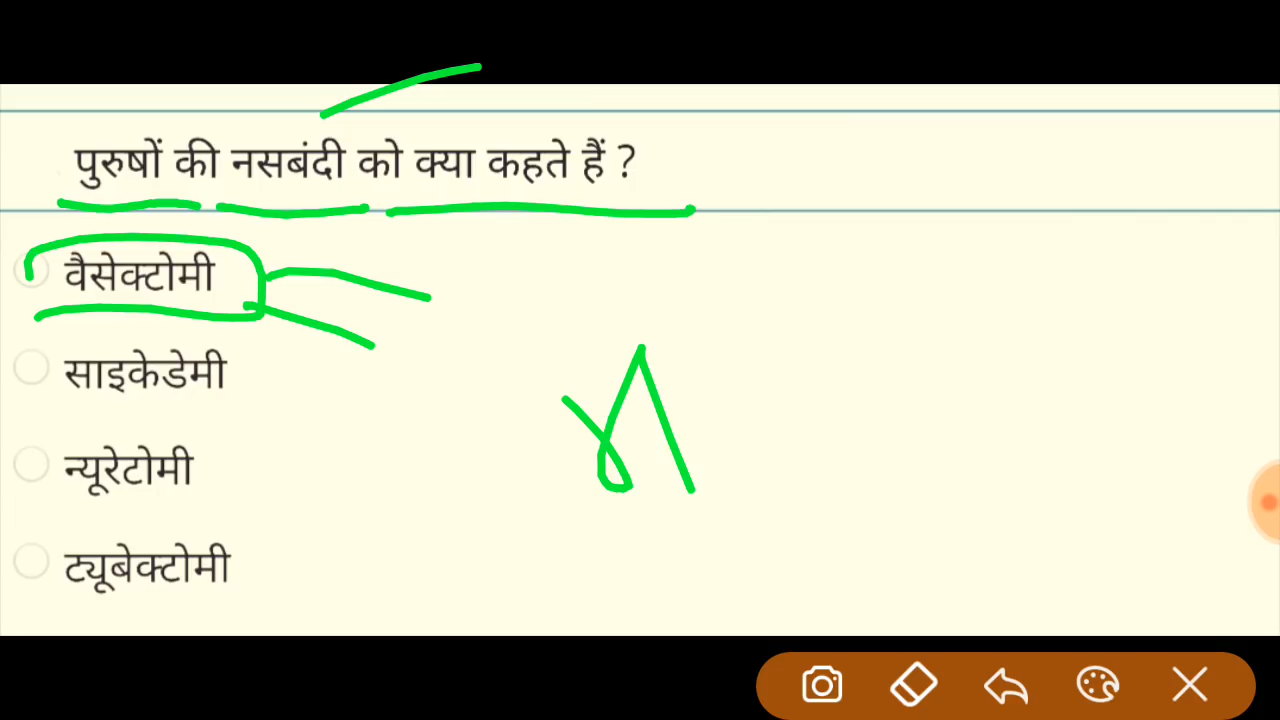 पुरुषों की नसबंदी को क्या कहते हैं ?
वैसेक्टोमी
साइकेडेमी
न्यूरेटोमी
ट्यूबेक्टोमी